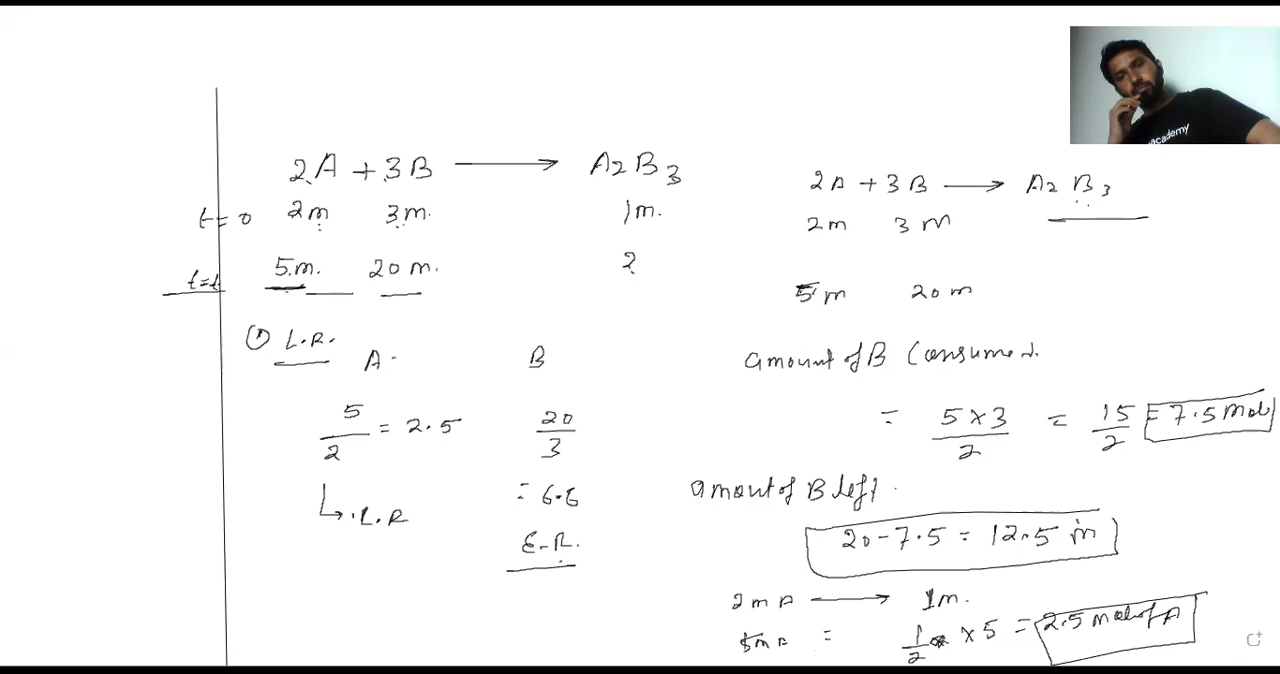 academy
2A + 3B ⟶ A2B3
t=0 2m 3m. 1m.
t=t 5m. 20 m. ?
① L.R.
A. B
5/2 = 2.5 20/3
↳.L.R = 6.6
E.R.
2A + 3B ⟶ A2B3
2m 3m
5m 20m
amount of B Consumed.
= 5×3/2 = 15/2 = 7.5 mol
amount of B left.
20-7.5 = 12.5 m
2m A ⟶ 1m.
5m A = 1/2 × 5 = 2.5 mol of A